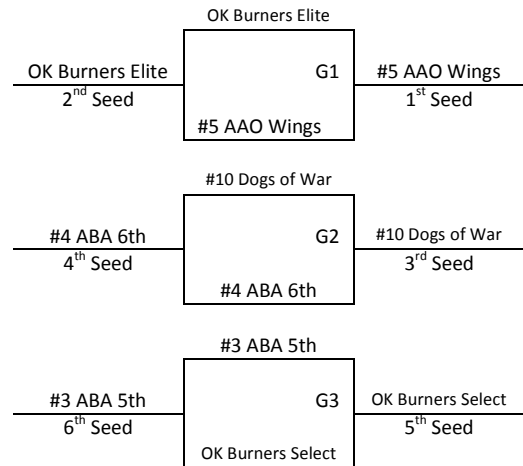 OK Burners Elite
OK Burners Elite G1 #5 AAO Wings
2nd Seed 1st Seed
#5 AAO Wings
#10 Dogs of War
#4 ABA 6th G2 #10 Dogs of War
4th Seed 3rd Seed
#4 ABA 6th
#3 ABA 5th
#3 ABA 5th G3 OK Burners Select
6th Seed 5th Seed
OK Burners Select